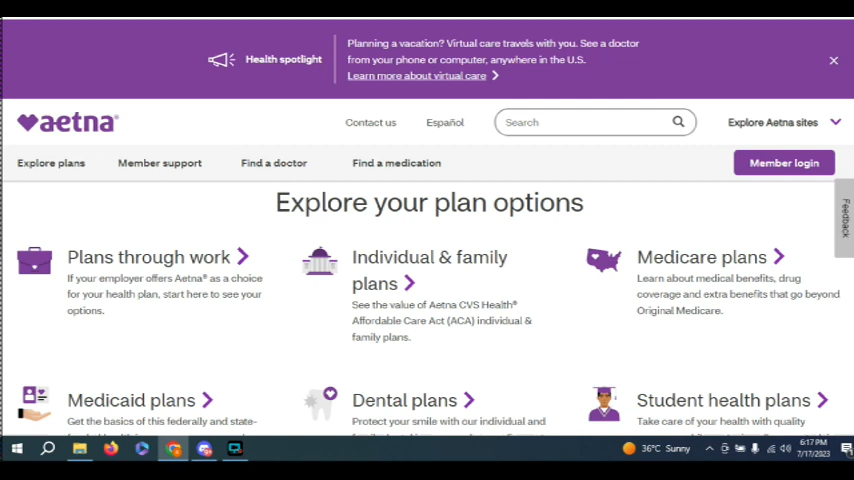 Health spotlight
Planning a vacation? Virtual care travels with you. See a doctor
from your phone or computer, anywhere in the U.S.
Learn more about virtual care
aetna®
Contact us
Español
Search
Explore Aetna sites
Explore plans
Member support
Find a doctor
Find a medication
Member login
Feedback
Explore your plan options
Plans through work
If your employer offers Aetna® as a choice
for your health plan, start here to see your
options.
Individual & family
plans
See the value of Aetna CVS Health®
Affordable Care Act (ACA) individual &
family plans.
Medicare plans
Learn about medical benefits, drug
coverage and extra benefits that go beyond
Original Medicare.
Medicaid plans
Get the basics of this federally and state-
Dental plans
Protect your smile with our individual and
Student health plans
Take care of your health with quality
36°C Sunny
6:17 PM
7/17/2023